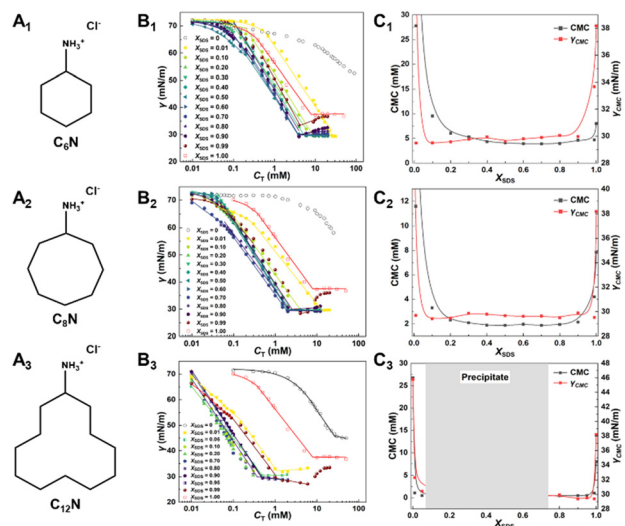 A1
NH3+
Cl-
C6N
B1
70
60
50
40
30
γ (mN/m)
XSDS = 0
XSDS = 0.01
XSDS = 0.10
XSDS = 0.20
XSDS = 0.30
XSDS = 0.40
XSDS = 0.50
XSDS = 0.60
XSDS = 0.70
XSDS = 0.80
XSDS = 0.90
XSDS = 0.99
XSDS = 1.00
0.01 0.1 1 10 100
CT (mM)
C1
30
25
20
15
10
5
0
CMC (mM)
CMC
γCMC
40
38
36
34
32
30
28
γCMC (mN/m)
0.0 0.2 0.4 0.6 0.8 1.0
XSDS
A2
NH3+
Cl-
C8N
B2
70
60
50
40
30
γ (mN/m)
XSDS = 0
XSDS = 0.01
XSDS = 0.10
XSDS = 0.20
XSDS = 0.30
XSDS = 0.40
XSDS = 0.50
XSDS = 0.60
XSDS = 0.70
XSDS = 0.80
XSDS = 0.90
XSDS = 0.99
XSDS = 1.00
0.01 0.1 1 10 100
CT (mM)
C2
12
10
8
6
4
2
0
CMC (mM)
CMC
γCMC
40
38
36
34
32
30
28
γCMC (mN/m)
0.0 0.2 0.4 0.6 0.8 1.0
XSDS
A3
NH3+
Cl-
C12N
B3
70
60
50
40
30
γ (mN/m)
XSDS = 0
XSDS = 0.01
XSDS = 0.05
XSDS = 0.10
XSDS = 0.20
XSDS = 0.70
XSDS = 0.80
XSDS = 0.90
XSDS = 0.95
XSDS = 0.99
XSDS = 1.00
0.01 0.1 1 10 100
CT (mM)
C3
30
25
20
15
10
5
0
CMC (mM)
Precipitate
CMC
γCMC
48
46
44
42
40
38
36
34
32
30
28
γCMC (mN/m)
0.0 0.2 0.4 0.6 0.8 1.0
XSDS